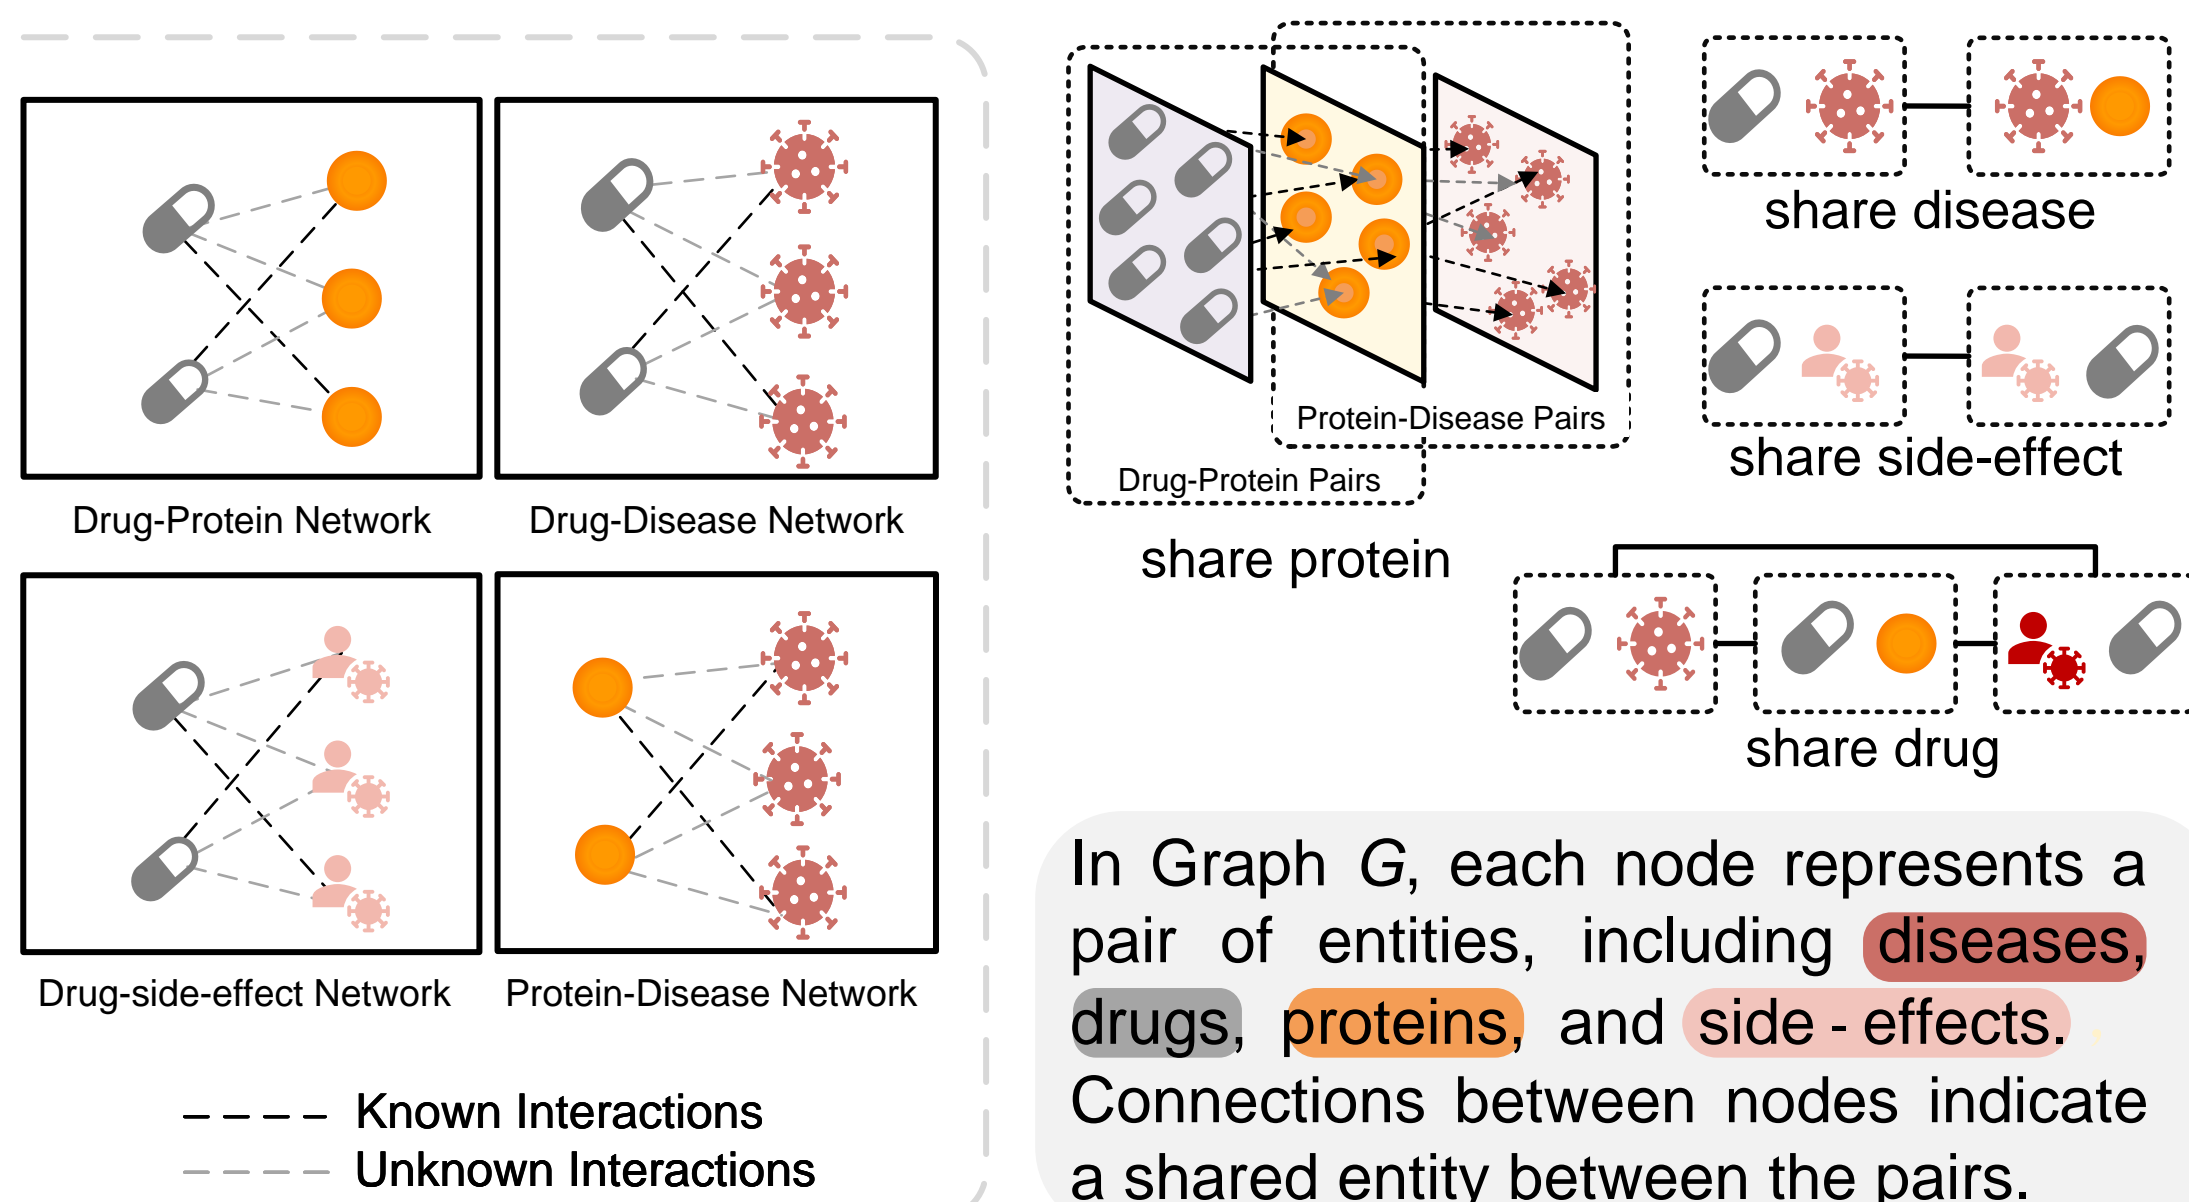 Drug-Protein Network
Drug-Disease Network
Drug-side-effect Network
Protein-Disease Network
Known Interactions
Unknown Interactions
Protein-Disease Pairs
Drug-Protein Pairs
share protein
share disease
share side-effect
share drug
In Graph G, each node represents a
pair of entities, including diseases,
drugs, proteins, and side - effects.
Connections between nodes indicate
a shared entity between the pairs.